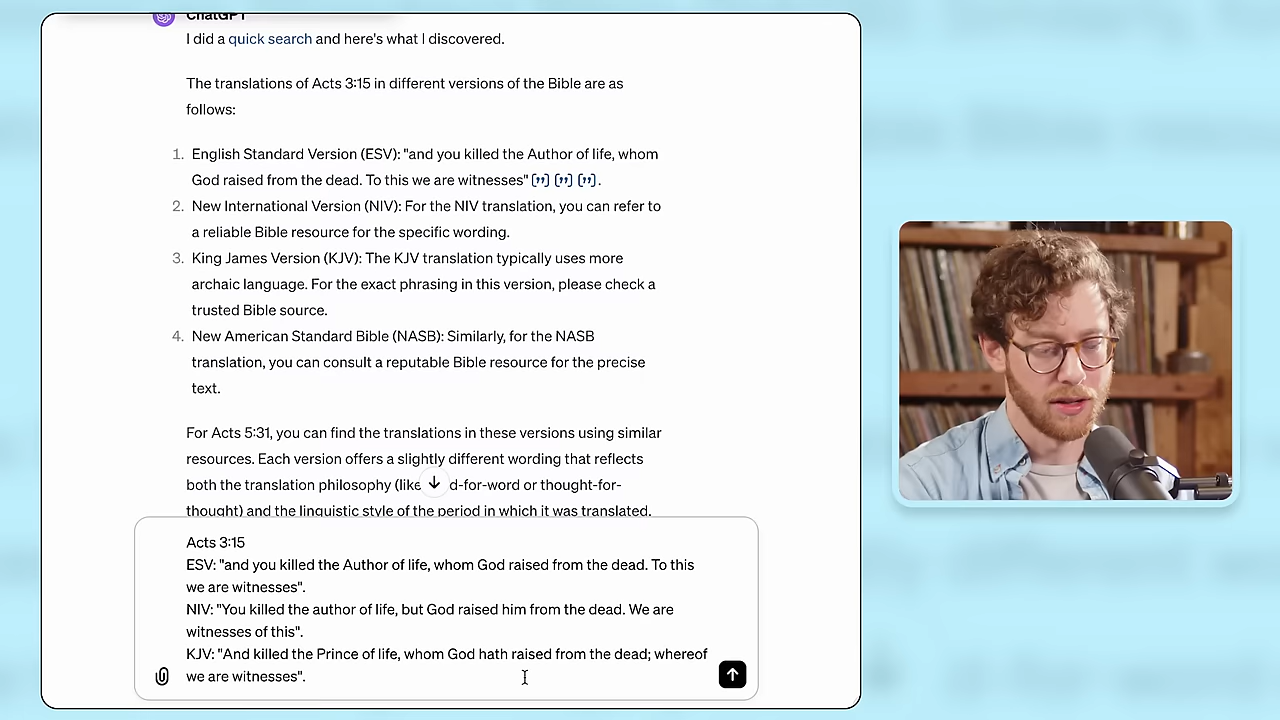 ChatGPT
I did a quick search and here's what I discovered.
The translations of Acts 3:15 in different versions of the Bible are as
follows:
1. English Standard Version (ESV): "and you killed the Author of life, whom
God raised from the dead. To this we are witnesses" .
2. New International Version (NIV): For the NIV translation, you can refer to
a reliable Bible resource for the specific wording.
3. King James Version (KJV): The KJV translation typically uses more
archaic language. For the exact phrasing in this version, please check a
trusted Bible source.
4. New American Standard Bible (NASB): Similarly, for the NASB
translation, you can consult a reputable Bible resource for the precise
text.
For Acts 5:31, you can find the translations in these versions using similar
resources. Each version offers a slightly different wording that reflects
both the translation philosophy (like d-for-word or thought-for-
thought) and the linguistic style of the period in which it was translated.
Acts 3:15
ESV: "and you killed the Author of life, whom God raised from the dead. To this
we are witnesses".
NIV: "You killed the author of life, but God raised him from the dead. We are
witnesses of this".
KJV: "And killed the Prince of life, whom God hath raised from the dead; whereof
we are witnesses".